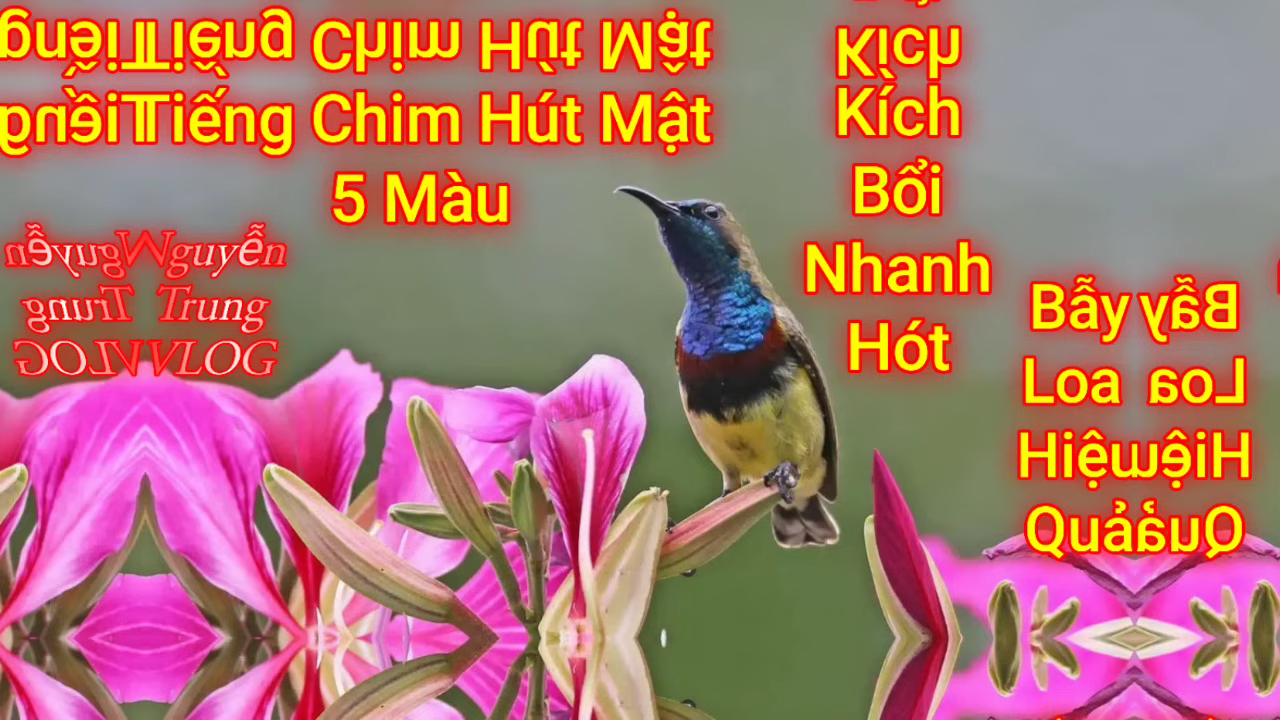 Tiếng Chim Hút Mật
5 Màu
Kích
Bổi
Nhanh
Hót
Nguyễn
Trung
VLOG
Bẫy
Loa
Hiệu
Quả